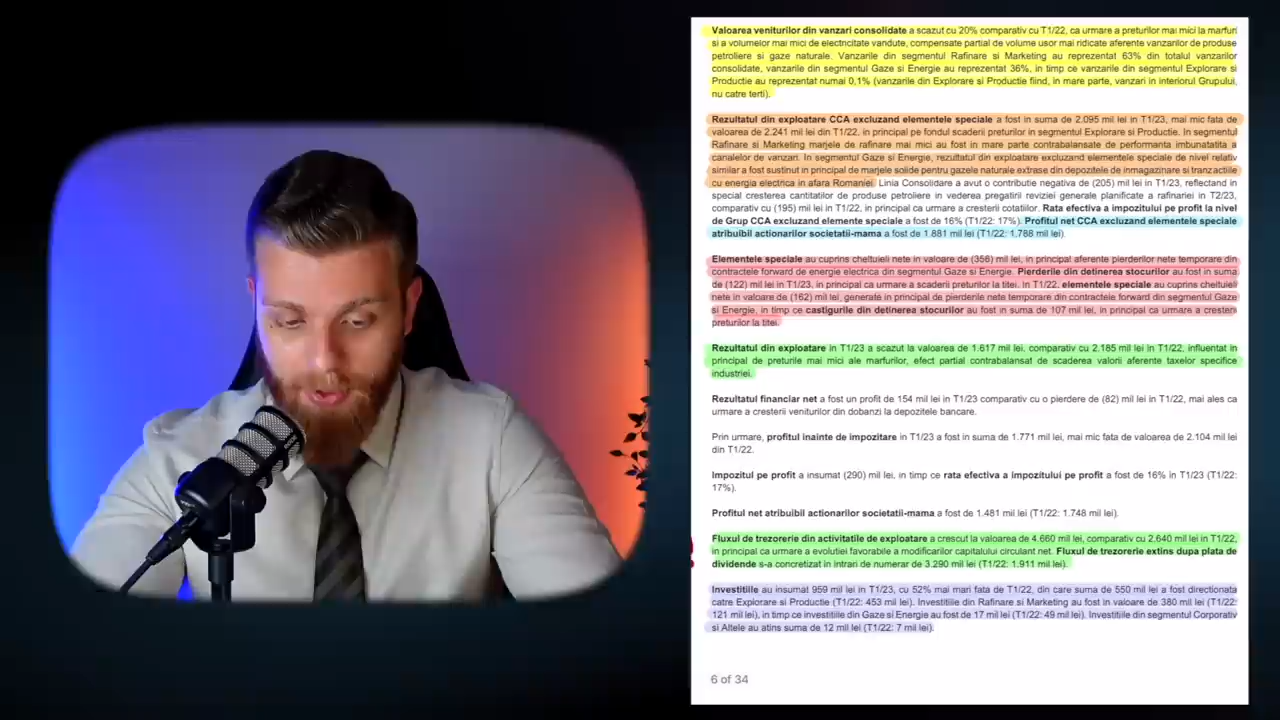 Valoarea veniturilor din vanzari consolidate a scazut cu 20% comparativ cu T1/22, ca urmare a preturilor mai mici la marfuri
si a volumelor mai mici de electricitate vandute, compensate partial de volume usor mai ridicate aferente vanzarilor de produse
petroliere si gaze naturale. Vanzarile din segmentul Rafinare si Marketing au reprezentat 63% din totalul vanzarilor
consolidate, vanzarile din segmentul Gaze si Energie au reprezentat 36%, in timp ce vanzarile din segmentul Explorare si
Productie au reprezentat numai 0,1% (vanzarile din Explorare si Productie fiind, in mare parte, vanzari in interiorul Grupului,
nu catre terti).
Rezultatul din exploatare CCA excluzand elementele speciale a fost in suma de 2.095 mil lei in T1/23, mai mic fata de
valoarea de 2.241 mil lei din T1/22, in principal pe fondul scaderii preturilor in segmentul Explorare si Productie. In segmentul
Rafinare si Marketing marjele de rafinare mai mici au fost in mare parte contrabalansate de performanta imbunatatita a
canalelor de vanzari. In segmentul Gaze si Energie, rezultatul din exploatare excluzand elementele speciale de nivel relativ
similar a fost sustinut in principal de marjele solide pentru gazele naturale extrase din depozitele de inmagazinare si tranzactiile
cu energia electrica in afara Romaniei. Linia Consolidare a avut o contributie negativa de (205) mil lei in T1/23, reflectand in
special cresterea cantitatilor de produse petroliere in vederea pregatirii reviziei generale planificate a rafinariei in T2/23,
comparativ cu (195) mil lei in T1/22, in principal ca urmare a cresterii cotatiilor. Rata efectiva a impozitului pe profit la nivel
de Grup CCA excluzand elemente speciale a fost de 16% (T1/22: 17%). Profitul net CCA excluzand elementele speciale
atribuibil actionarilor societatii-mama a fost de 1.881 mil lei (T1/22: 1.788 mil lei).
Elementele speciale au cuprins cheltuieli nete in valoare de (356) mil lei, in principal aferente pierderilor nete temporare din
contractele forward de energie electrica din segmentul Gaze si Energie. Pierderile din detinerea stocurilor au fost in suma
de (122) mil lei in T1/23, in principal ca urmare a scaderii preturilor la titei. In T1/22, elementele speciale au cuprins cheltuieli
nete in valoare de (162) mil lei, generate in principal de pierderile nete temporar din contractele forward din segmentul Gaze
si Energie, in timp ce castigurile din detinerea stocurilor au fost in suma de 107 mil lei, in principal ca urmare a cresterii
preturilor la titei.
Rezultatul din exploatare in T1/23 a scazut la valoarea de 1.617 mil lei, comparativ cu 2.185 mil lei in T1/22, influentat in
principal de preturile mai mici ale marfurilor, efect partial contrabalansat de scaderea valorii aferente taxelor specifice
industriei.
Rezultatul financiar net a fost un profit de 154 mil lei in T1/23 comparativ cu o pierdere de (82) mil lei in T1/22, mai ales ca
urmare a cresterii veniturilor din dobanzi la depozitele bancare.
Prin urmare, profitul inainte de impozitare in T1/23 a fost in suma de 1.771 mil lei, mai mic fata de valoarea de 2.104 mil lei
din T1/22.
Impozitul pe profit a insumat (290) mil lei, in timp ce rata efectiva a impozitului pe profit a fost de 16% in T1/23 (T1/22:
17%).
Profitul net atribuibil actionarilor societatii-mama a fost de 1.481 mil lei (T1/22: 1.748 mil lei).
Fluxul de trezorerie din activitatile de exploatare a crescut la valoarea de 4.660 mil lei, comparativ cu 2.640 mil lei in T1/22,
in principal ca urmare a evolutiei favorabile a modificarilor capitalului circulant net. Fluxul de trezorerie extins dupa plata de
dividende s-a concretizat in intrari de numerar de 3.290 mil lei (T1/22: 1.911 mil lei).
Investitiile au insumat 959 mil lei in T1/23, cu 52% mai mari fata de T1/22, din care suma de 550 mil lei a fost directionata
catre Explorare si Productie (T1/22: 453 mil lei). Investitiile din Rafinare si Marketing au fost in valoare de 380 mil lei (T1/22:
121 mil lei), in timp ce investitiile din Gaze si Energie au fost de 17 mil lei (T1/22: 49 mil lei). Investitiile din segmentul Corporativ
si Altele au atins suma de 12 mil lei (T1/22: 7 mil lei).
6 of 34